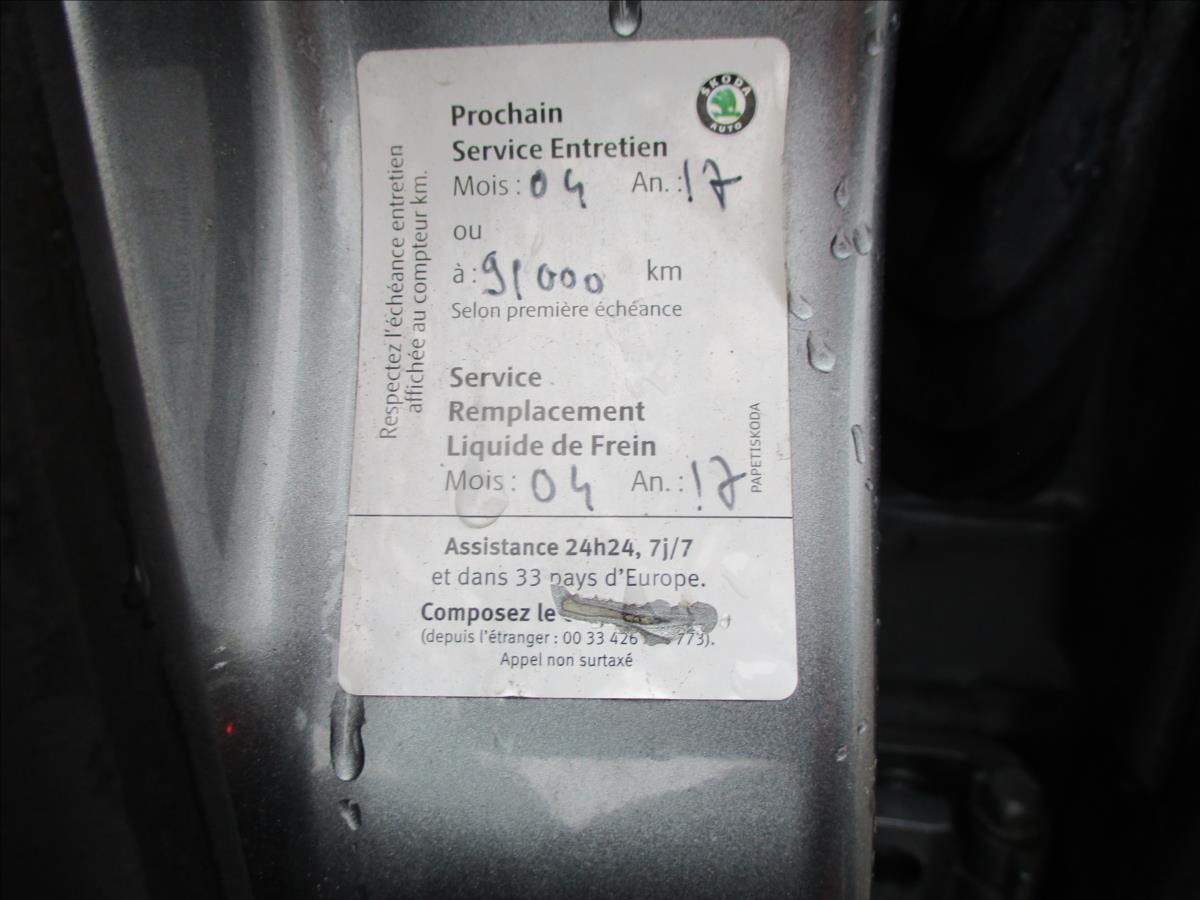 ŠKODA
AUTO
Prochain
Service Entretien
Mois : 04 An. : 17
ou
à : 91000 km
Selon première échéance
Respectez l'échéance entretien
affichée au compteur km.
Service
Remplacement
Liquide de Frein
Mois : 04 An. : 17
PAPETISKODA
Assistance 24h24, 7j/7
et dans 33 pays d'Europe.
Composez le
(depuis l'étranger : 00 33 426 773).
Appel non surtaxé